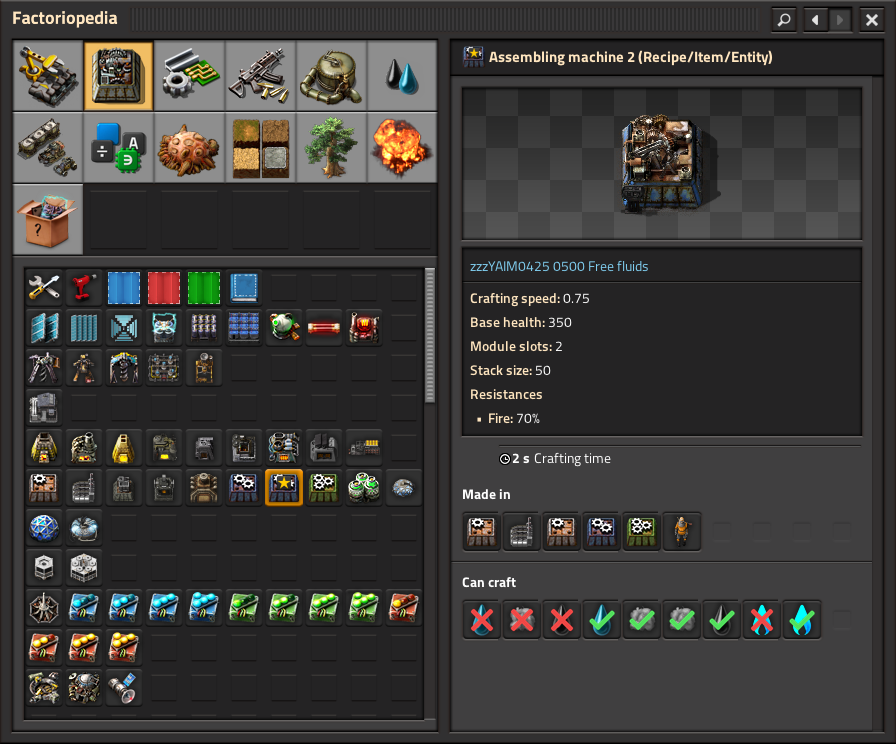 Factoriopedia
Assembling machine 2 (Recipe/Item/Entity)
A
?
zzzYAIM0425 0500 Free fluids
Crafting speed: 0.75
Base health: 350
Module slots: 2
Stack size: 50
Resistances
▪ Fire: 70%
2 s Crafting time
Made in
Can craft